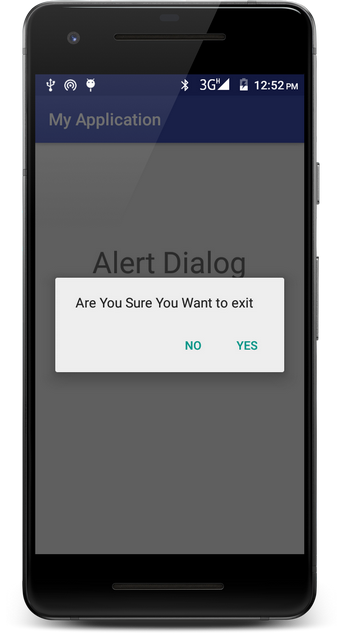 3G H 12:52 PM
My Application
Alert Dialog
Are You Sure You Want to exit
NO YES